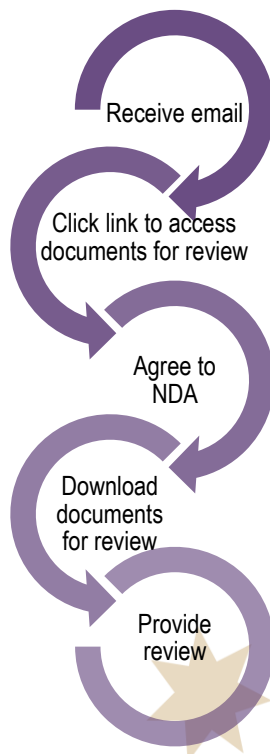 Receive email
Click link to access
documents for review
Agree to
NDA
Download
documents
for review
Provide
review